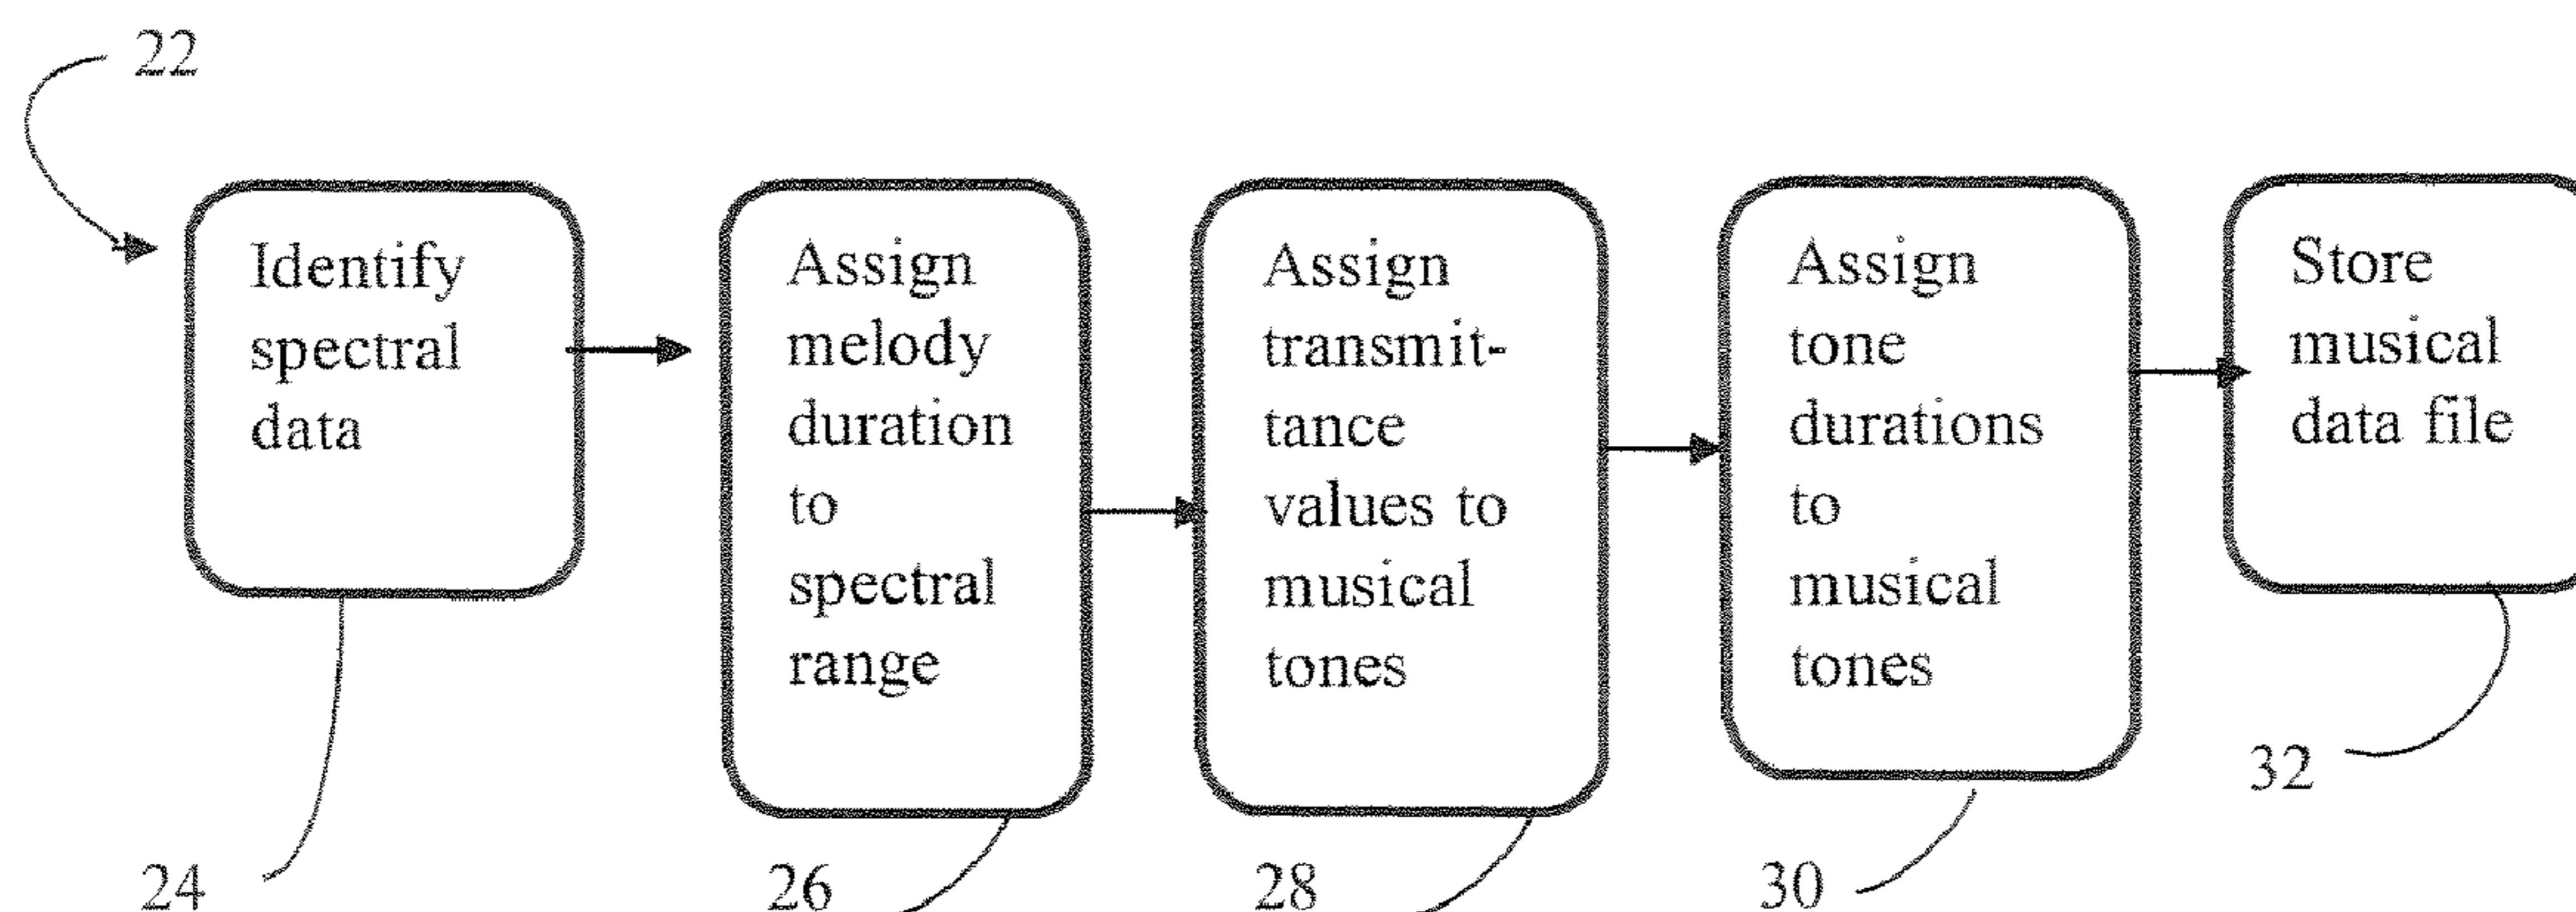 22
Identify
spectral
data
Assign
melody
duration
to
spectral
range
Assign
transmit-
tance
values to
musical
tones
Assign
tone
durations
to
musical
tones
Store
musical
data file
24
26
28
30
32